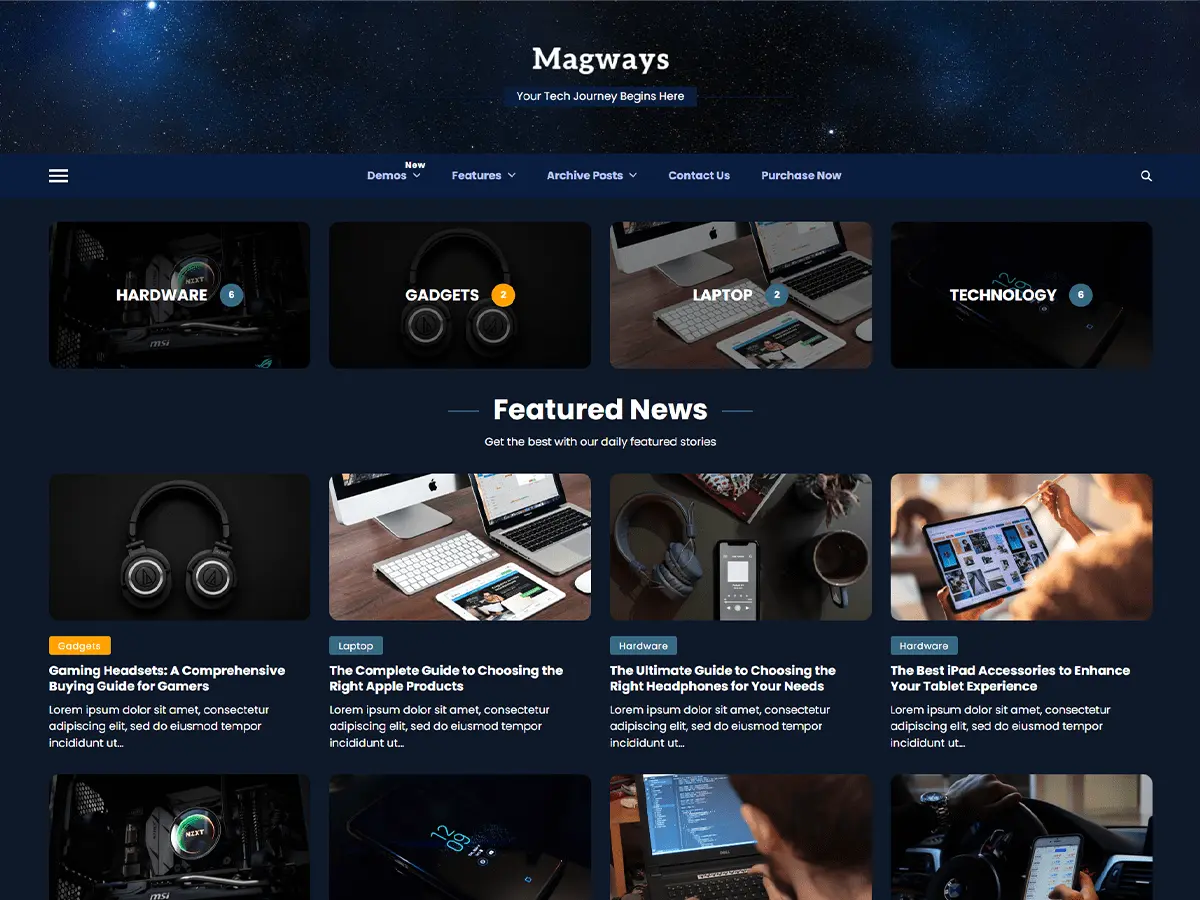 Magways
Your Tech Journey Begins Here
New
Demos Features Archive Posts Contact Us Purchase Now
HARDWARE 6
GADGETS 2
LAPTOP 2
TECHNOLOGY 6
msi
Featured News
Get the best with our daily featured stories
Gadgets
Gaming Headsets: A Comprehensive
Buying Guide for Gamers
Lorem ipsum dolor sit amet, consectetur
adipiscing elit, sed do eiusmod tempor
incididunt ut...
Laptop
The Complete Guide to Choosing the
Right Apple Products
Lorem ipsum dolor sit amet, consectetur
adipiscing elit, sed do eiusmod tempor
incididunt ut...
Hardware
The Ultimate Guide to Choosing the
Right Headphones for Your Needs
Lorem ipsum dolor sit amet, consectetur
adipiscing elit, sed do eiusmod tempor
incididunt ut...
Hardware
The Best iPad Accessories to Enhance
Your Tablet Experience
Lorem ipsum dolor sit amet, consectetur
adipiscing elit, sed do eiusmod tempor
incididunt ut...
NZXT
msi
12
09